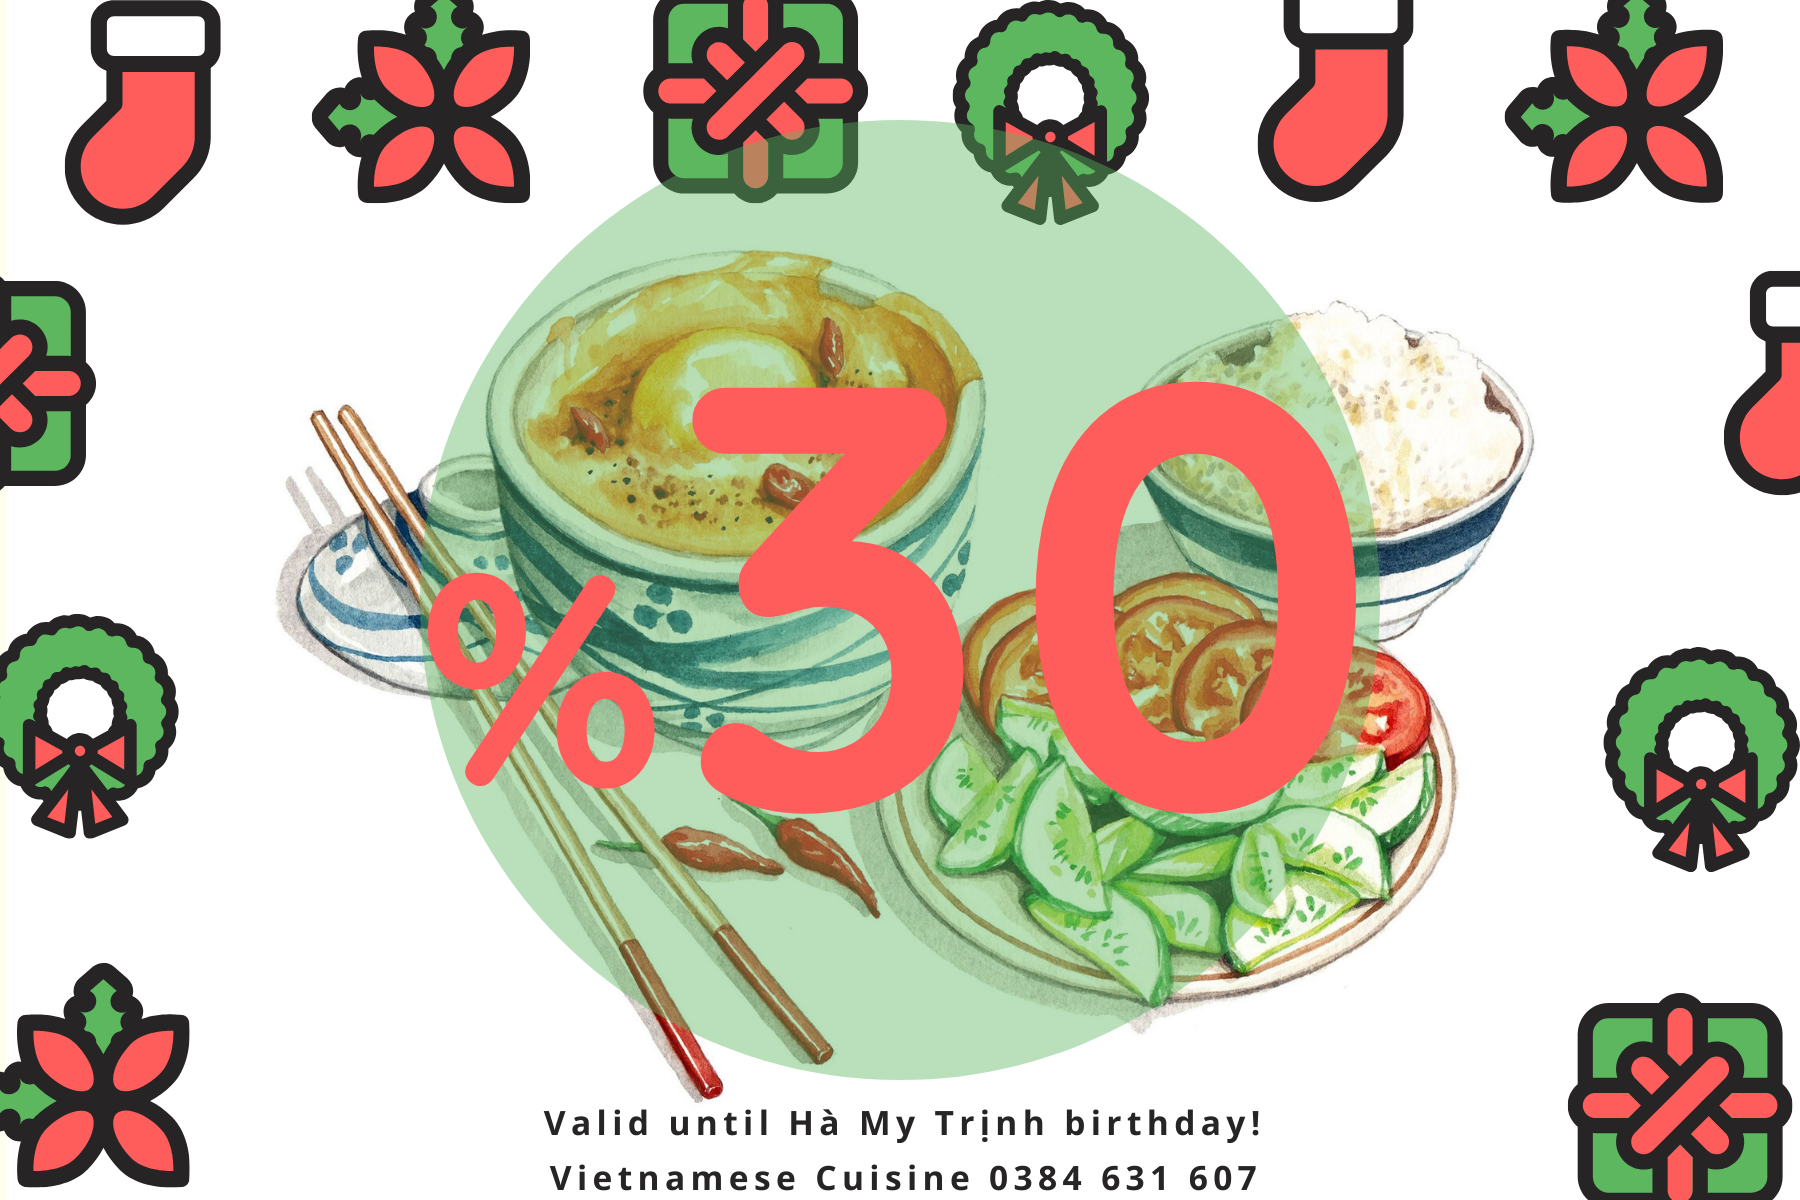 %30
Valid until Hà My Trịnh birthday!
Vietnamese Cuisine 0384 631 607